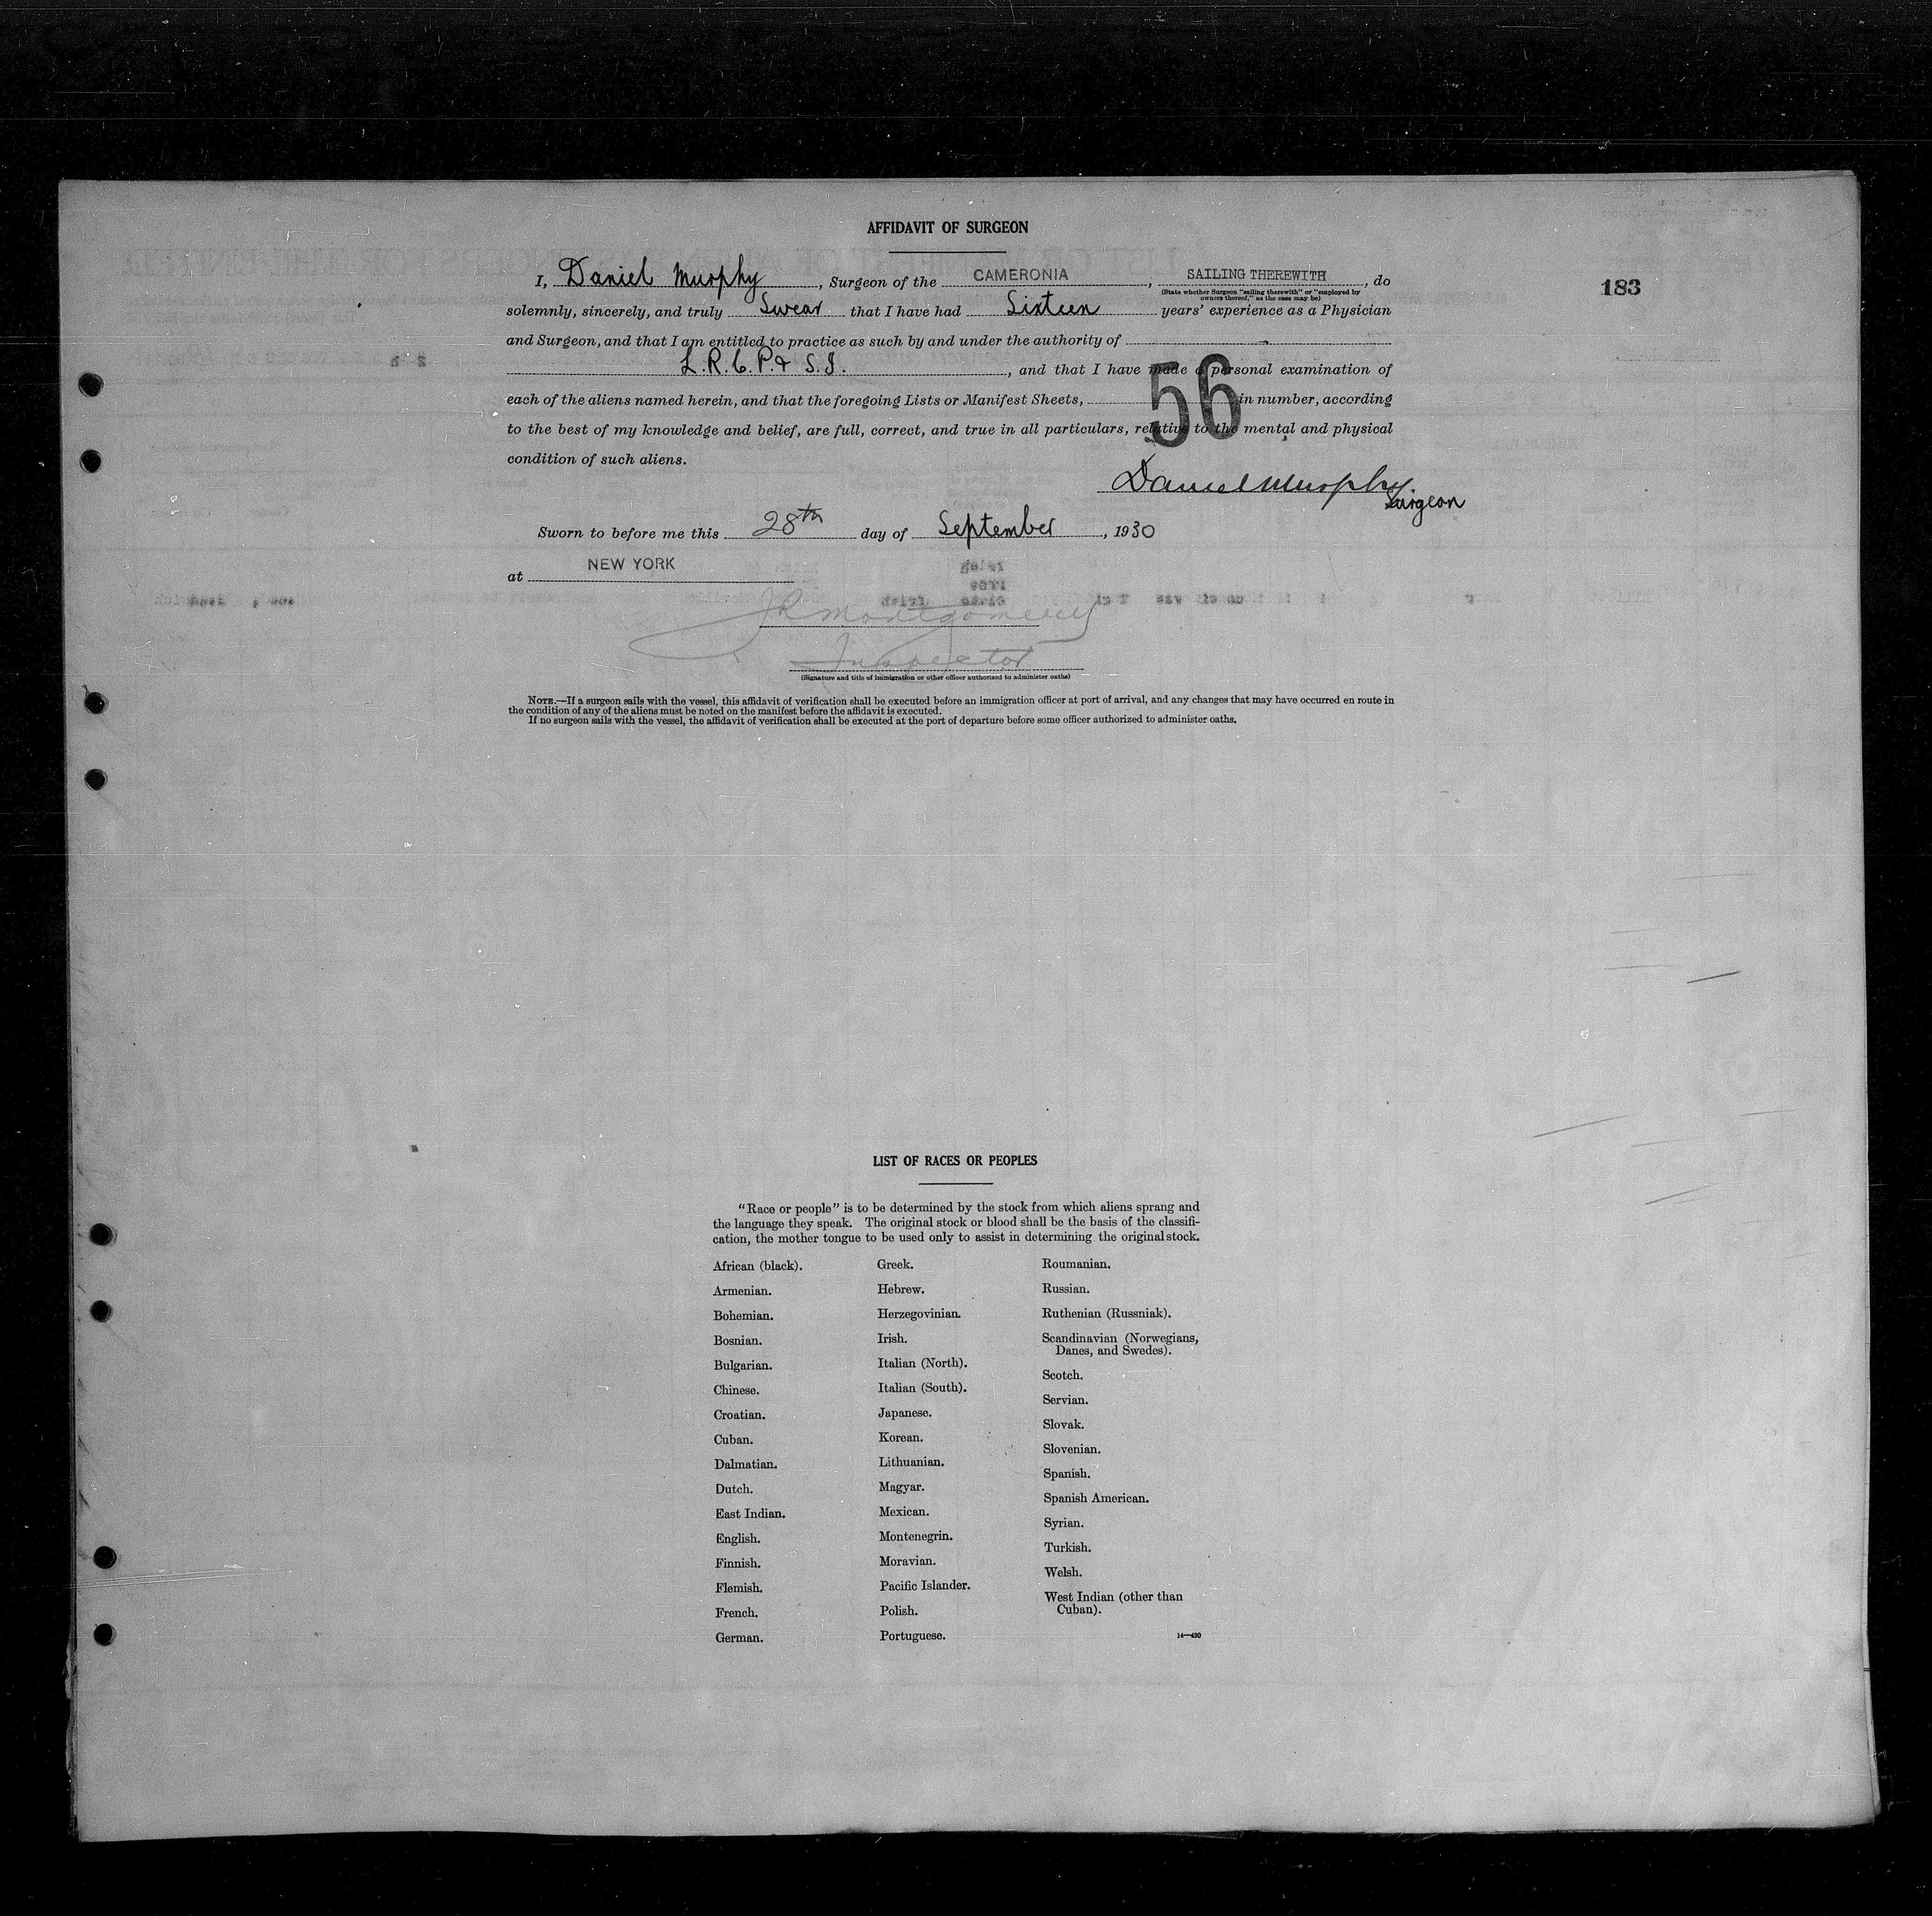 AFFIDAVIT OF SURGEON
I, Daniel Murphy, Surgeon of the CAMERONIA, SAILING THEREWITH, do
(State whether Surgeon "sailing therewith" or "employed by
owners thereof," as the case may be)
183
solemnly, sincerely, and truly Swear that I have had Sixteen years' experience as a Physician
and Surgeon, and that I am entitled to practice as such by and under the authority of
L.R.C.P. & S.I., and that I have made a personal examination of
each of the aliens named herein, and that the foregoing Lists or Manifest Sheets, 56 in number, according
to the best of my knowledge and belief, are full, correct, and true in all particulars, relative to the mental and physical
condition of such aliens.
Daniel Murphy
Surgeon
Sworn to before me this 28th day of September, 1930
at NEW YORK
JR Montgomery
Inspector
(Signature and title of immigration or other officer authorized to administer oaths)
NOTE.—If a surgeon sails with the vessel, this affidavit of verification shall be executed before an immigration officer at port of arrival, and any changes that may have occurred en route in
the condition of any of the aliens must be noted on the manifest before the affidavit is executed.
If no surgeon sails with the vessel, the affidavit of verification shall be executed at the port of departure before some officer authorized to administer oaths.
LIST OF RACES OR PEOPLES
"Race or people" is to be determined by the stock from which aliens sprang and
the language they speak. The original stock or blood shall be the basis of the classifi-
cation, the mother tongue to be used only to assist in determining the original stock.
African (black).
Armenian.
Bohemian.
Bosnian.
Bulgarian.
Chinese.
Croatian.
Cuban.
Dalmatian.
Dutch.
East Indian.
English.
Finnish.
Flemish.
French.
German.
Greek.
Hebrew.
Herzegovinian.
Irish.
Italian (North).
Italian (South).
Japanese.
Korean.
Lithuanian.
Magyar.
Mexican.
Montenegrin.
Moravian.
Pacific Islander.
Polish.
Portuguese.
Roumanian.
Russian.
Ruthenian (Russniak).
Scandinavian (Norwegians,
Danes, and Swedes).
Scotch.
Servian.
Slovak.
Slovenian.
Spanish.
Spanish American.
Syrian.
Turkish.
Welsh.
West Indian (other than
Cuban).
14—430